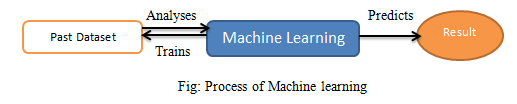 Analyses
Predicts
Past Dataset
Machine Learning
Result
Trains
Fig: Process of Machine learning